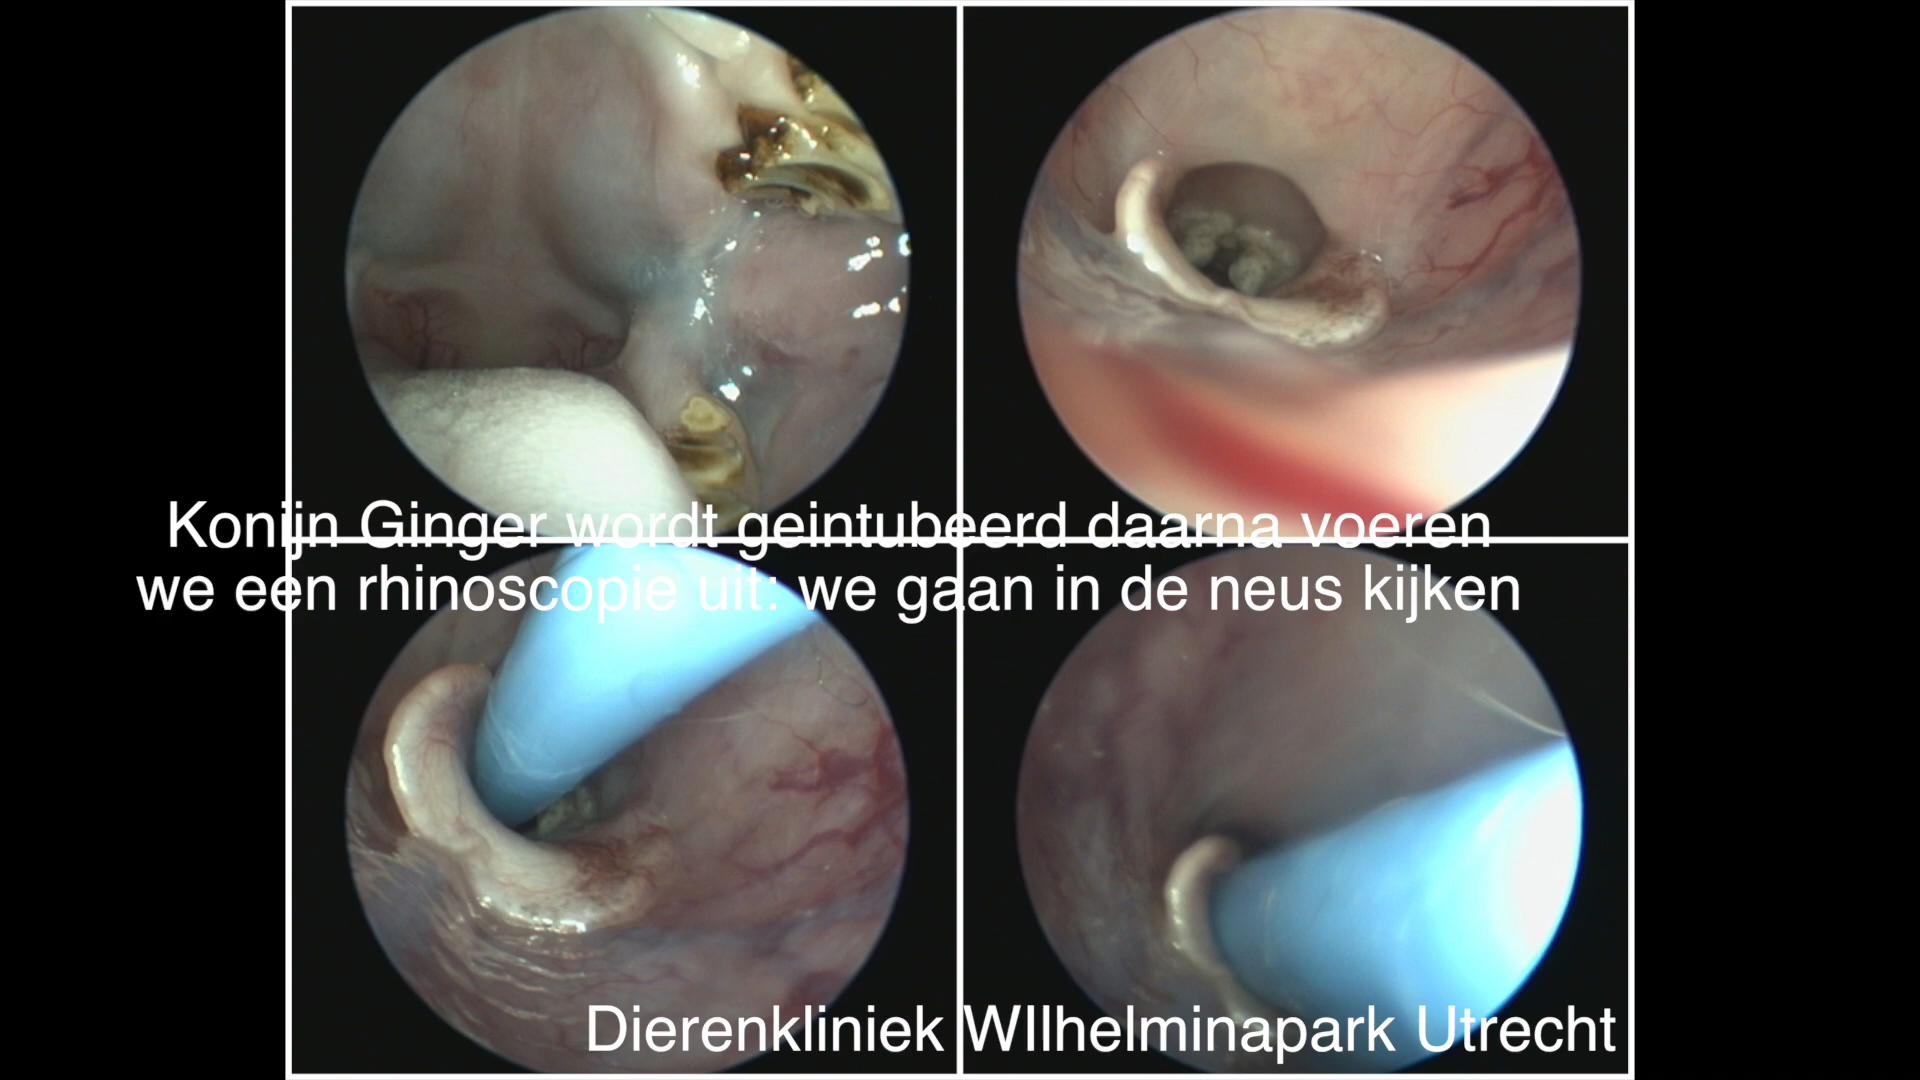 Konijn Ginger wordt geintubeerd daarna voeren
we een rhinoscopie uit: we gaan in de neus kijken
Dierenkliniek WIlhelminapark Utrecht